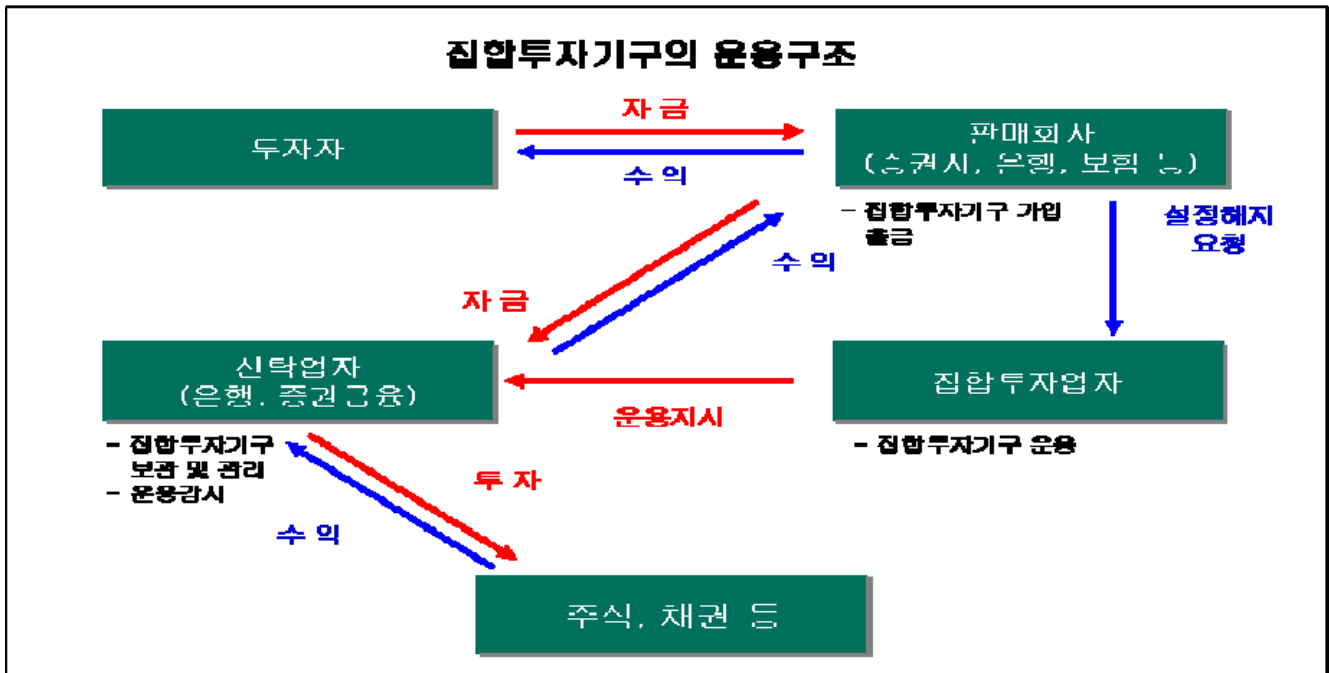 집합투자기구의 운용구조
자 금
투자자
판매회사
(증권사, 은행, 보험 등)
수 익
- 집합투자기구 가입
출금
설정해지
요청
수 익
자 금
신탁업자
(은행, 증권금융)
집합투자업자
운용지시
- 집합투자기구
보관 및 관리
- 운용감시
- 집합투자기구 운용
투 자
수 익
주식, 채권 등